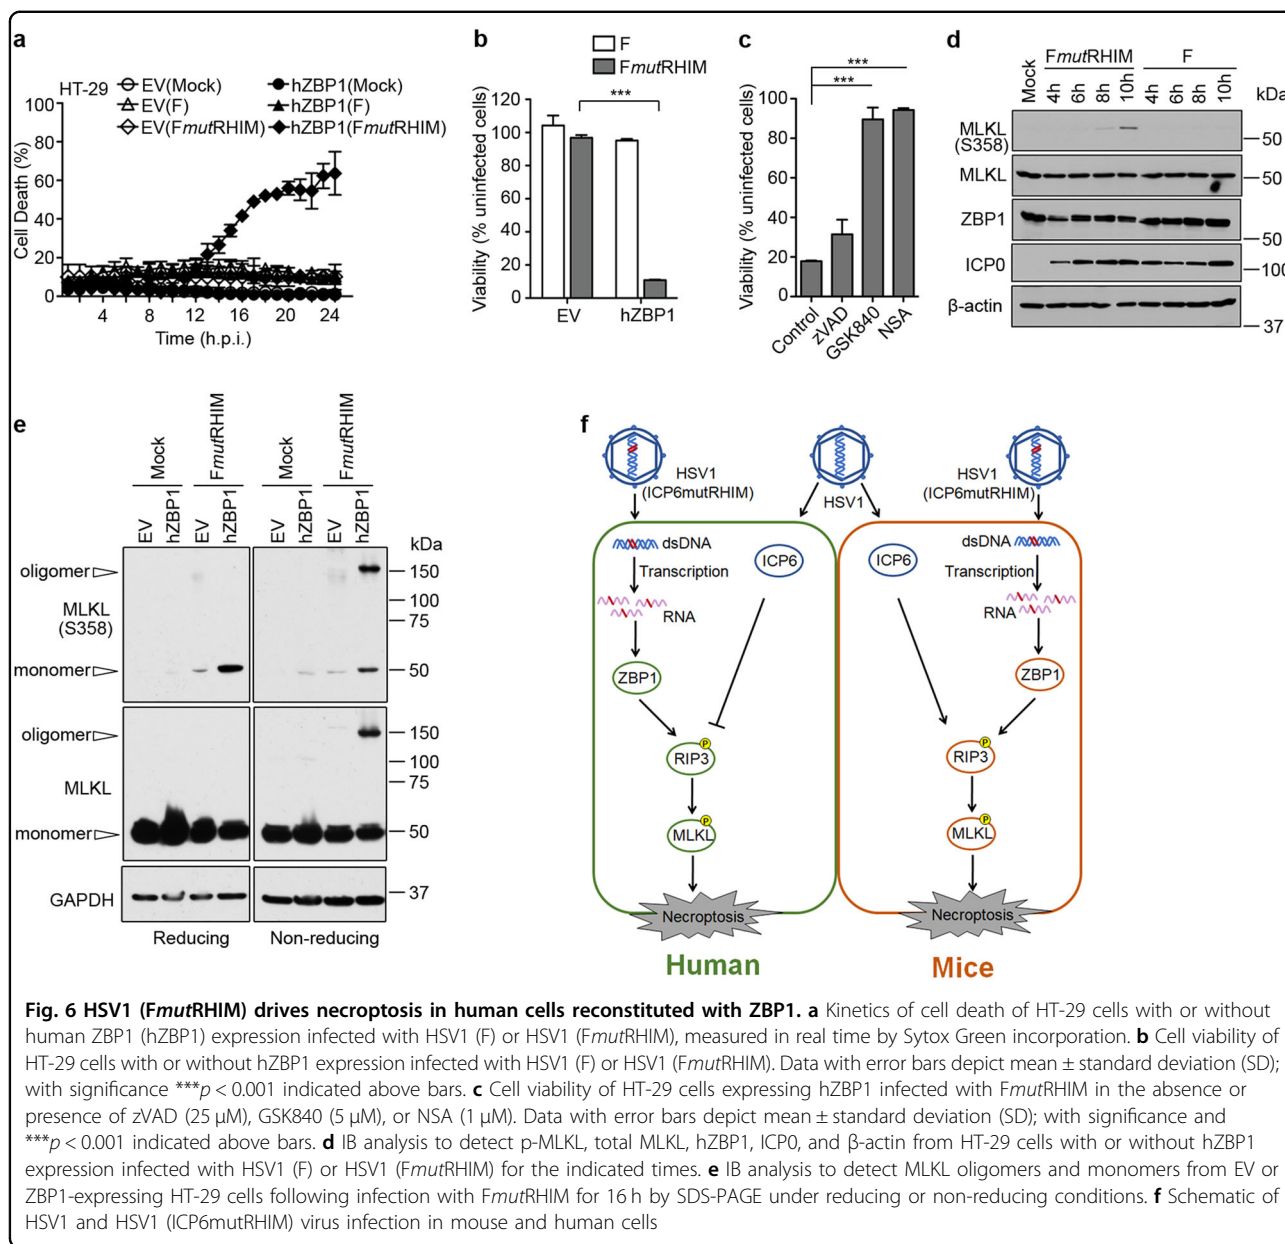 a
HT-29
EV(Mock) hZBP1(Mock)
EV(F) hZBP1(F)
EV(FmutRHIM) hZBP1(FmutRHIM)
Cell Death (%)
100
80
60
40
20
0
4 8 12 16 20 24
Time (h.p.i.)
b
F
FmutRHIM
***
Viability (% uninfected cells)
120
100
80
60
40
20
0
EV hZBP1
c
***
***
Viability (% uninfected cells)
100
80
60
40
20
0
Control
zVAD
GSK840
NSA
d
FmutRHIM F
Mock 4h 6h 8h 10h 4h 6h 8h 10h kDa
MLKL
(S358)
50
MLKL
50
ZBP1
50
ICP0
100
β-actin
37
e
Mock FmutRHIM Mock FmutRHIM
EV hZBP1 EV hZBP1 EV hZBP1 EV hZBP1
kDa
oligomer 150
100
MLKL 75
(S358)
monomer 50
oligomer 150
100
MLKL 75
monomer 50
GAPDH 37
Reducing Non-reducing
f
HSV1
(ICP6mutRHIM)
HSV1
HSV1
(ICP6mutRHIM)
dsDNA ICP6 ICP6 dsDNA
Transcription Transcription
RNA RNA
ZBP1 ZBP1
P P
RIP3 RIP3
P P
MLKL MLKL
Necroptosis Necroptosis
Human Mice
Fig. 6 HSV1 (FmutRHIM) drives necroptosis in human cells reconstituted with ZBP1. a Kinetics of cell death of HT-29 cells with or without
human ZBP1 (hZBP1) expression infected with HSV1 (F) or HSV1 (FmutRHIM), measured in real time by Sytox Green incorporation. b Cell viability of
HT-29 cells with or without hZBP1 expression infected with HSV1 (F) or HSV1 (FmutRHIM). Data with error bars depict mean ± standard deviation (SD);
with significance ***p < 0.001 indicated above bars. c Cell viability of HT-29 cells expressing hZBP1 infected with FmutRHIM in the absence or
presence of zVAD (25 μM), GSK840 (5 μM), or NSA (1 μM). Data with error bars depict mean ± standard deviation (SD); with significance and
***p < 0.001 indicated above bars. d IB analysis to detect p-MLKL, total MLKL, hZBP1, ICP0, and β-actin from HT-29 cells with or without hZBP1
expression infected with HSV1 (F) or HSV1 (FmutRHIM) for the indicated times. e IB analysis to detect MLKL oligomers and monomers from EV or
ZBP1-expressing HT-29 cells following infection with FmutRHIM for 16 h by SDS-PAGE under reducing or non-reducing conditions. f Schematic of
HSV1 and HSV1 (ICP6mutRHIM) virus infection in mouse and human cells